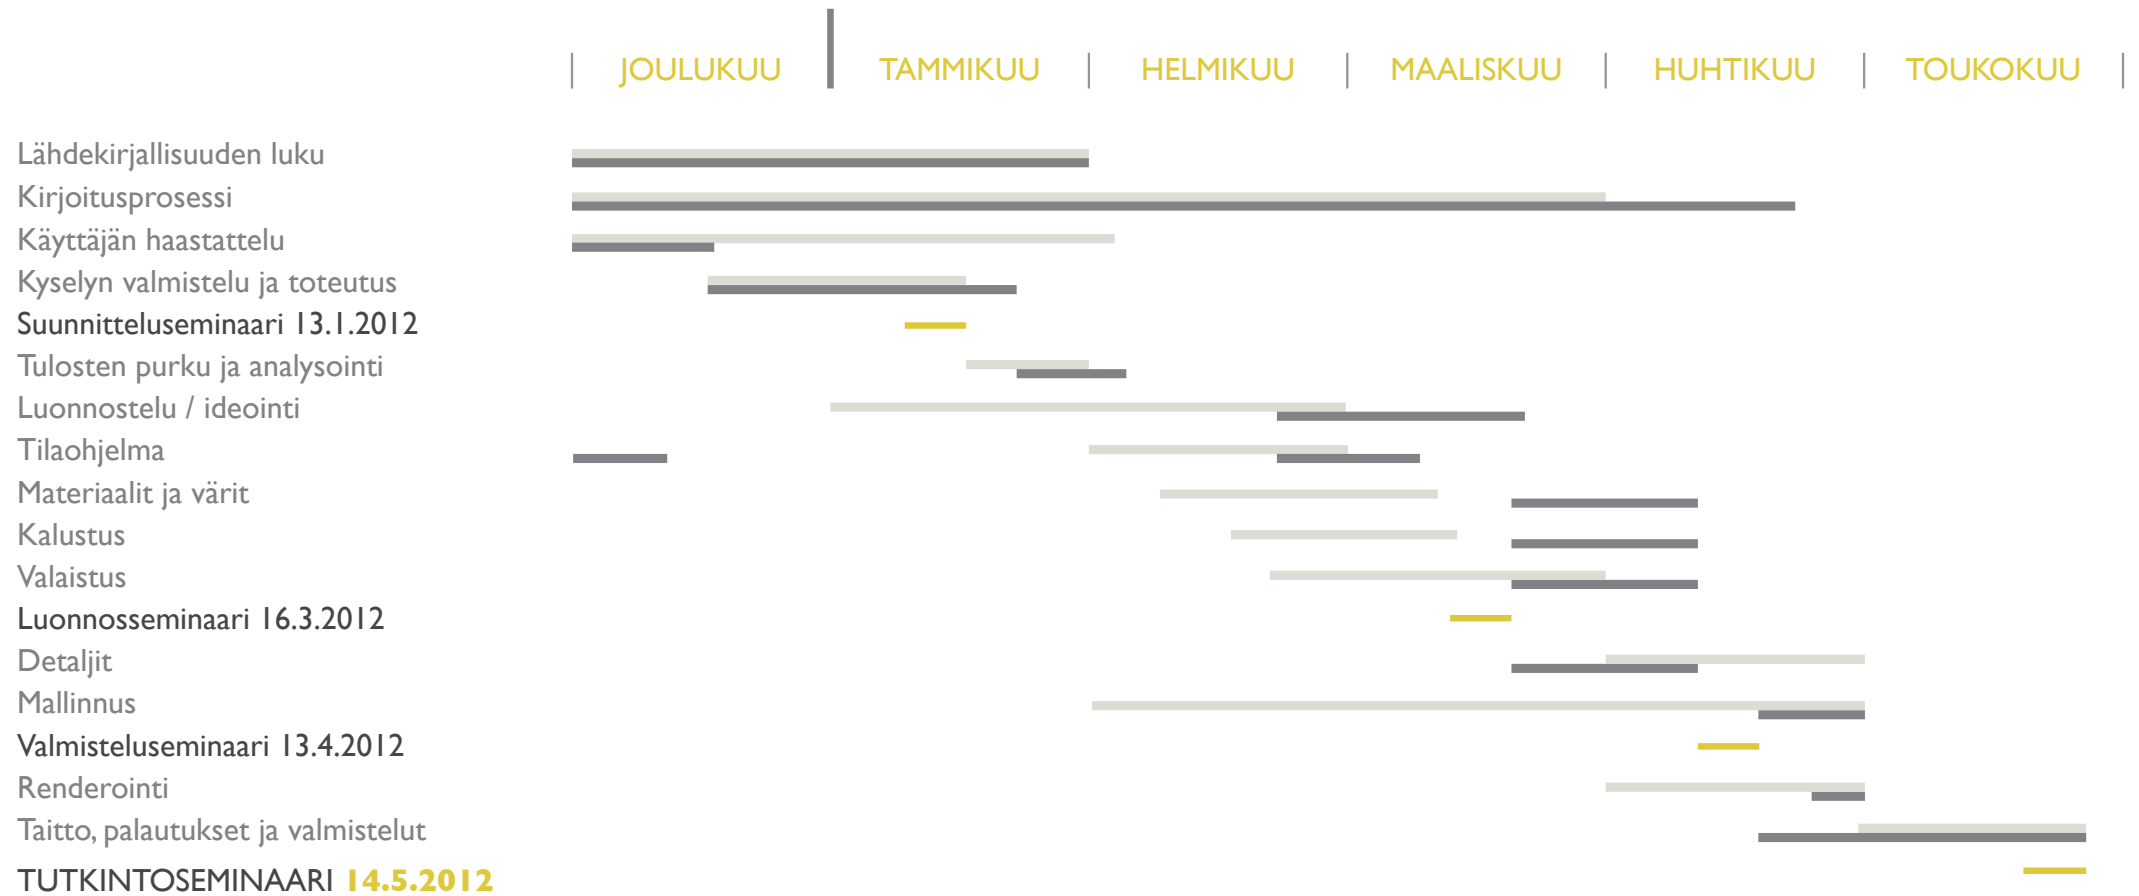 JOULUKUU TAMMIKUU HELMIKUU MAALISKUU HUHTIKUU TOUKOKUU
Lähdekirjallisuuden luku
Kirjoitusprosessi
Käyttäjän haastattelu
Kyselyn valmistelu ja toteutus
Suunnitteluseminaari 13.1.2012
Tulosten purku ja analysointi
Luonnostelu / ideointi
Tilaohjelma
Materiaalit ja värit
Kalustus
Valaistus
Luonnosseminaari 16.3.2012
Detaljit
Mallinnus
Valmisteluseminaari 13.4.2012
Renderointi
Taitto, palautukset ja valmistelut
TUTKINTOSEMINAARI 14.5.2012